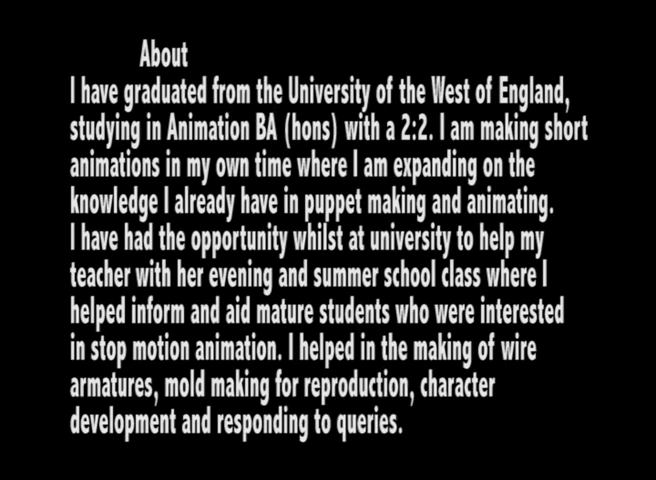 About
I have graduated from the University of the West of England,
studying in Animation BA (hons) with a 2:2. I am making short
animations in my own time where I am expanding on the
knowledge I already have in puppet making and animating.
I have had the opportunity whilst at university to help my
teacher with her evening and summer school class where I
helped inform and aid mature students who were interested
in stop motion animation. I helped in the making of wire
armatures, mold making for reproduction, character
development and responding to queries.